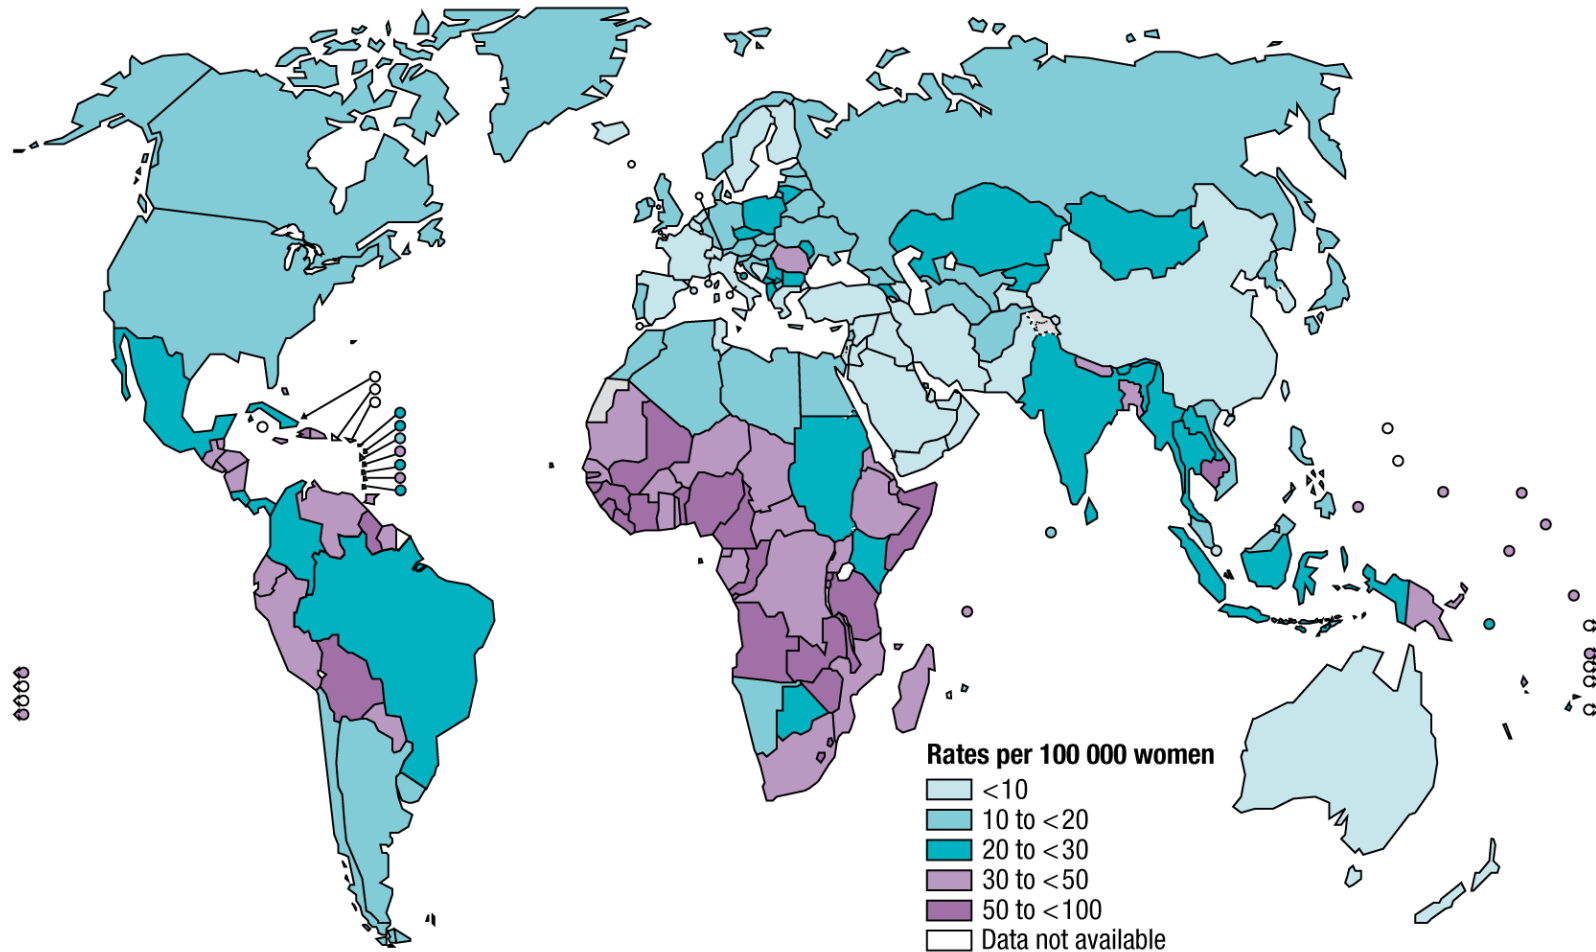 Rates per 100 000 women
<10
10 to <20
20 to <30
30 to <50
50 to <100
Data not available